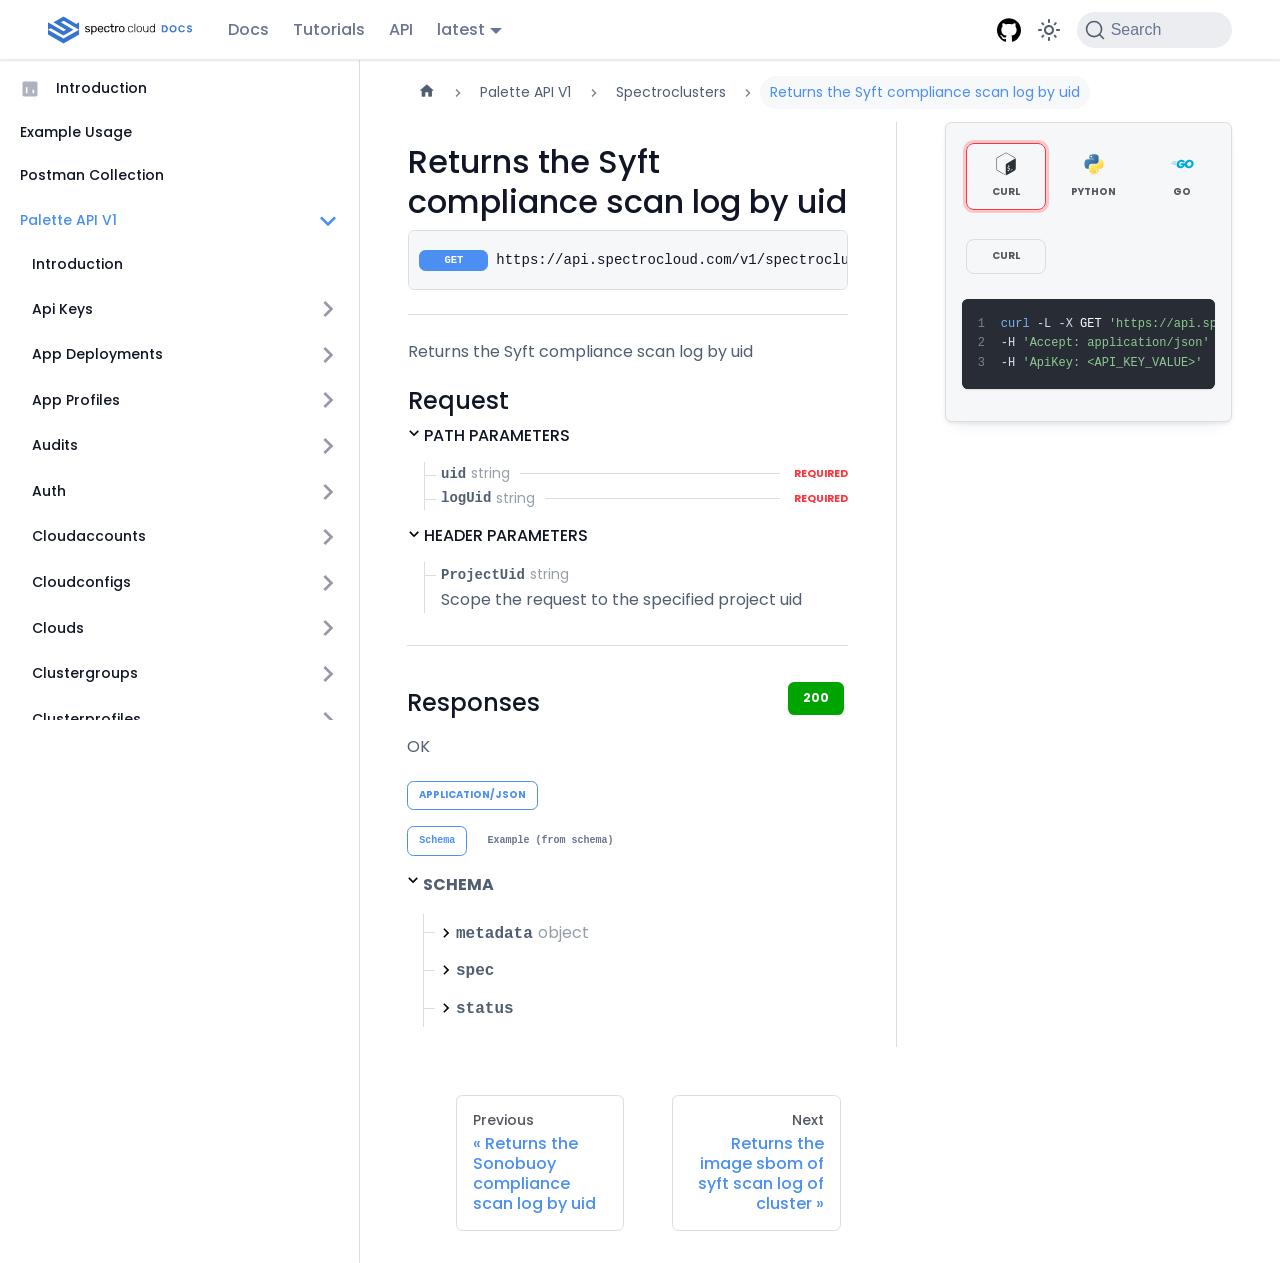 spectro cloud DOCS
Docs
Tutorials
API
latest
Search
Introduction
Example Usage
Postman Collection
Palette API V1
Introduction
Api Keys
App Deployments
App Profiles
Audits
Auth
Cloudaccounts
Cloudconfigs
Clouds
Clustergroups
Clusterprofiles
Palette API V1
Spectroclusters
Returns the Syft compliance scan log by uid
Returns the Syft
compliance scan log by uid
GET https://api.spectrocloud.com/v1/spectroclu
Returns the Syft compliance scan log by uid
Request
PATH PARAMETERS
uid string REQUIRED
logUid string REQUIRED
HEADER PARAMETERS
ProjectUid string
Scope the request to the specified project uid
Responses
200
OK
APPLICATION/JSON
Schema
Example (from schema)
SCHEMA
metadata object
spec
status
CURL
PYTHON
GO
CURL
1 curl -L -X GET 'https://api.sp
2 -H 'Accept: application/json'
3 -H 'ApiKey: <API_KEY_VALUE>'
Previous
« Returns the
Sonobuoy
compliance
scan log by uid
Next
Returns the
image sbom of
syft scan log of
cluster »